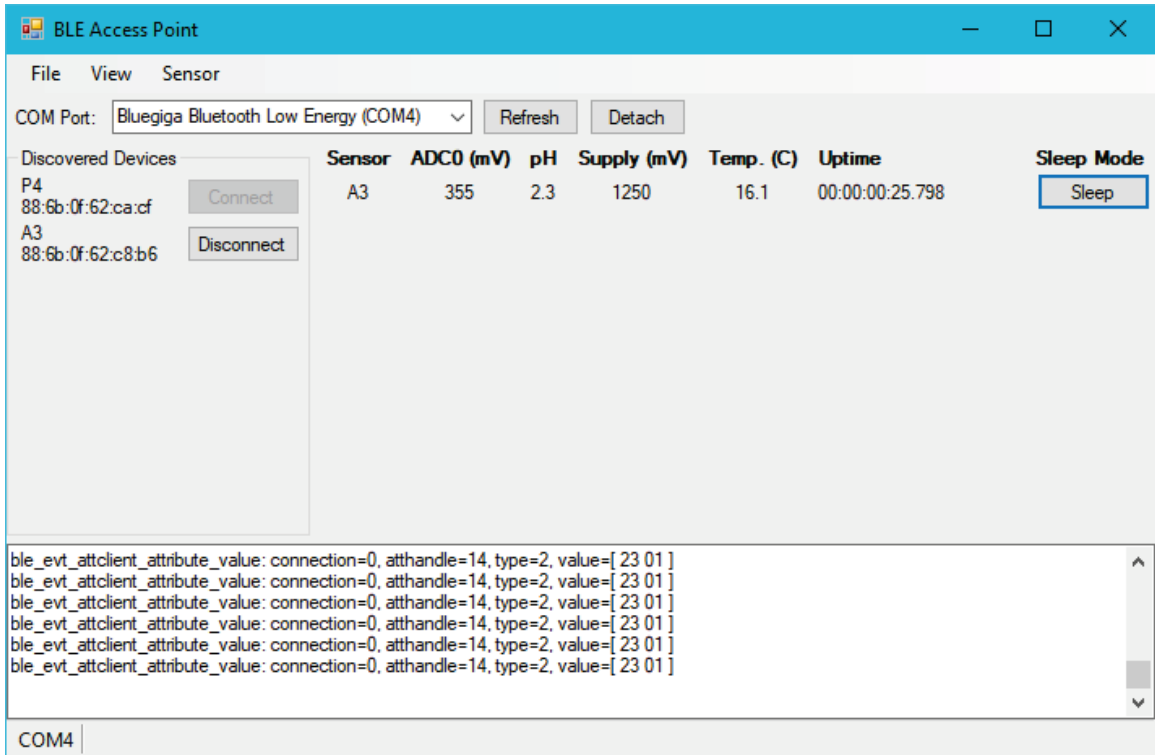 BLE Access Point
File View Sensor
COM Port: Bluegiga Bluetooth Low Energy (COM4) Refresh Detach
Discovered Devices
P4
88:6b:0f:62:ca:cf
Connect
A3
88:6b:0f:62:c8:b6
Disconnect
Sensor ADC0 (mV) pH Supply (mV) Temp. (C) Uptime Sleep Mode
A3 355 2.3 1250 16.1 00:00:00:25.798 Sleep
ble_evt_attclient_attribute_value: connection=0, atthandle=14, type=2, value=[ 23 01 ]
ble_evt_attclient_attribute_value: connection=0, atthandle=14, type=2, value=[ 23 01 ]
ble_evt_attclient_attribute_value: connection=0, atthandle=14, type=2, value=[ 23 01 ]
ble_evt_attclient_attribute_value: connection=0, atthandle=14, type=2, value=[ 23 01 ]
ble_evt_attclient_attribute_value: connection=0, atthandle=14, type=2, value=[ 23 01 ]
ble_evt_attclient_attribute_value: connection=0, atthandle=14, type=2, value=[ 23 01 ]
COM4